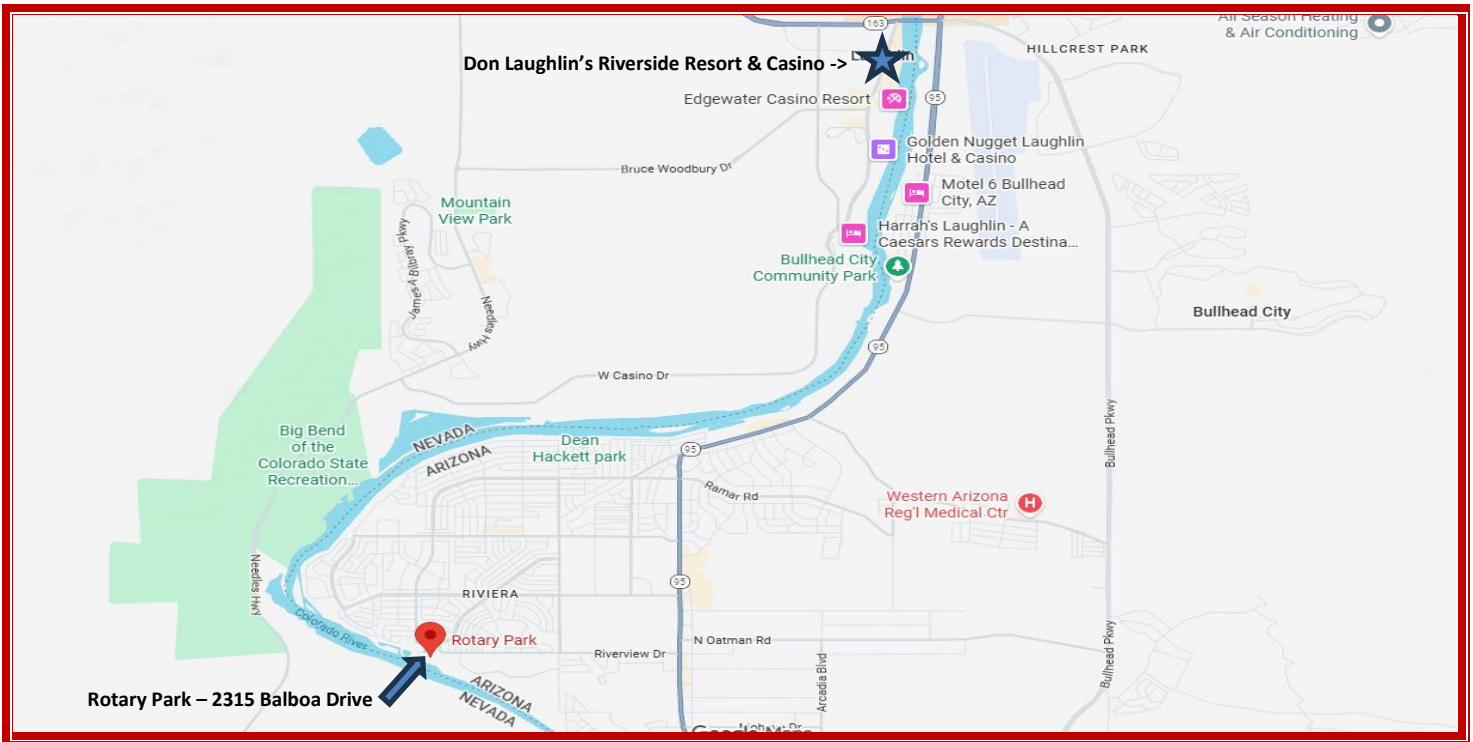 163
All Season Heating
& Air Conditioning
HILLCREST PARK
Don Laughlin’s Riverside Resort & Casino ->
Edgewater Casino Resort
95
Golden Nugget Laughlin
Hotel & Casino
Bruce Woodbury Dr
Motel 6 Bullhead
City, AZ
Mountain
View Park
Harrah's Laughlin - A
Caesars Rewards Destina...
James A Bilbray Pkwy
Bullhead City
Community Park
Needles Hwy
Bullhead City
95
W Casino Dr
Bullhead Pkwy
Big Bend
of the
Colorado State
Recreation...
NEVADA
ARIZONA
Dean
Hackett park
95
Ramar Rd
Western Arizona
Reg'l Medical Ctr
H
Needles Hwy
95
RIVIERA
Colorado River
Rotary Park
N Oatman Rd
Riverview Dr
Arcadia Blvd
Bullhead Pkwy
Rotary Park – 2315 Balboa Drive
ARIZONA
NEVADA
Google Maps